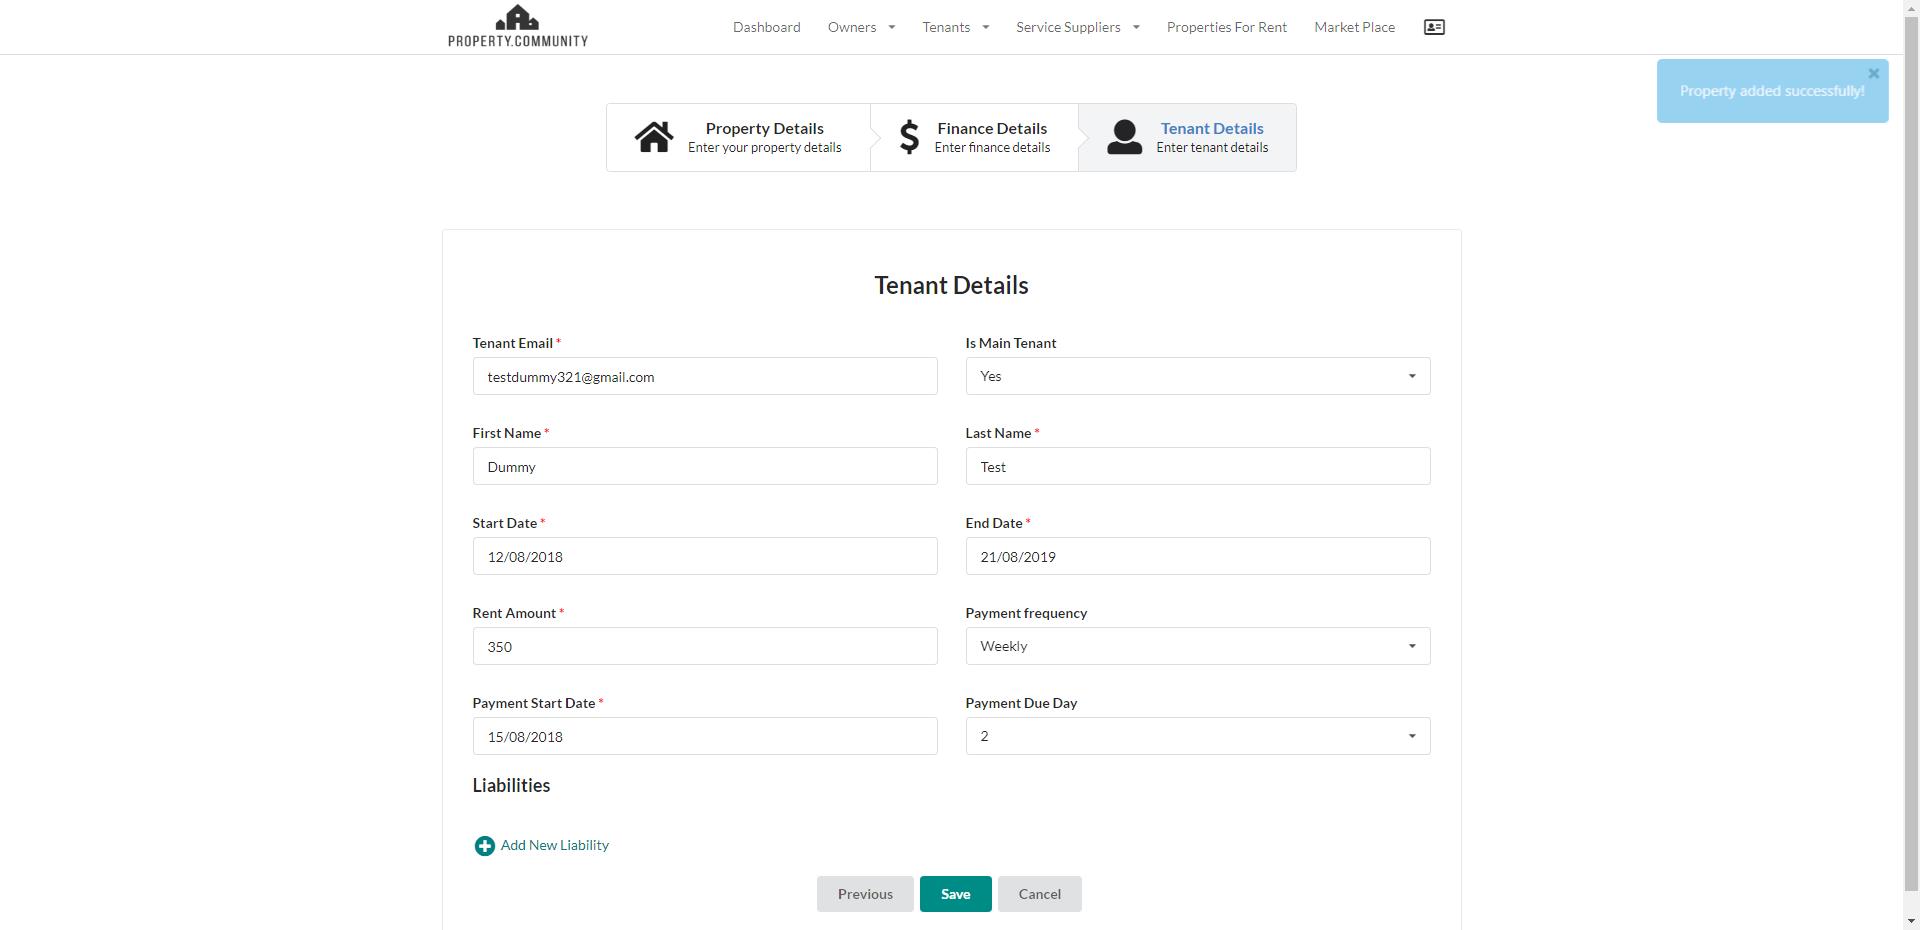 PROPERTY.COMMUNITY
Dashboard Owners Tenants Service Suppliers Properties For Rent Market Place
Property added successfully!
Property Details
Enter your property details
Finance Details
Enter finance details
Tenant Details
Enter tenant details
Tenant Details
Tenant Email * Is Main Tenant
testdummy321@gmail.com Yes
First Name * Last Name *
Dummy Test
Start Date * End Date *
12/08/2018 21/08/2019
Rent Amount * Payment frequency
350 Weekly
Payment Start Date * Payment Due Day
15/08/2018 2
Liabilities
Add New Liability
Previous Save Cancel